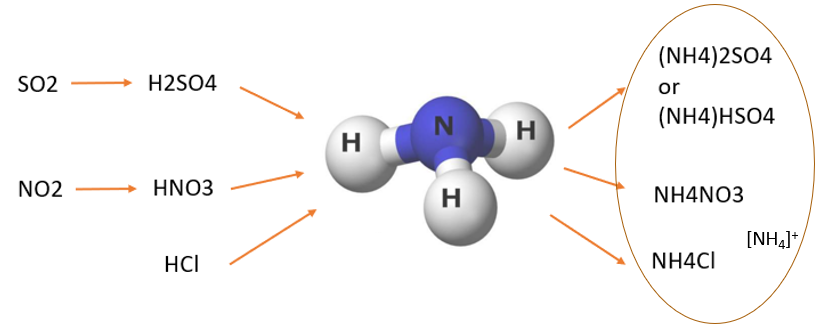 SO2
H2SO4
NO2
HNO3
HCl
N
H
H
H
(NH4)2SO4
or
(NH4)HSO4
NH4NO3
[NH₄]⁺
NH4Cl